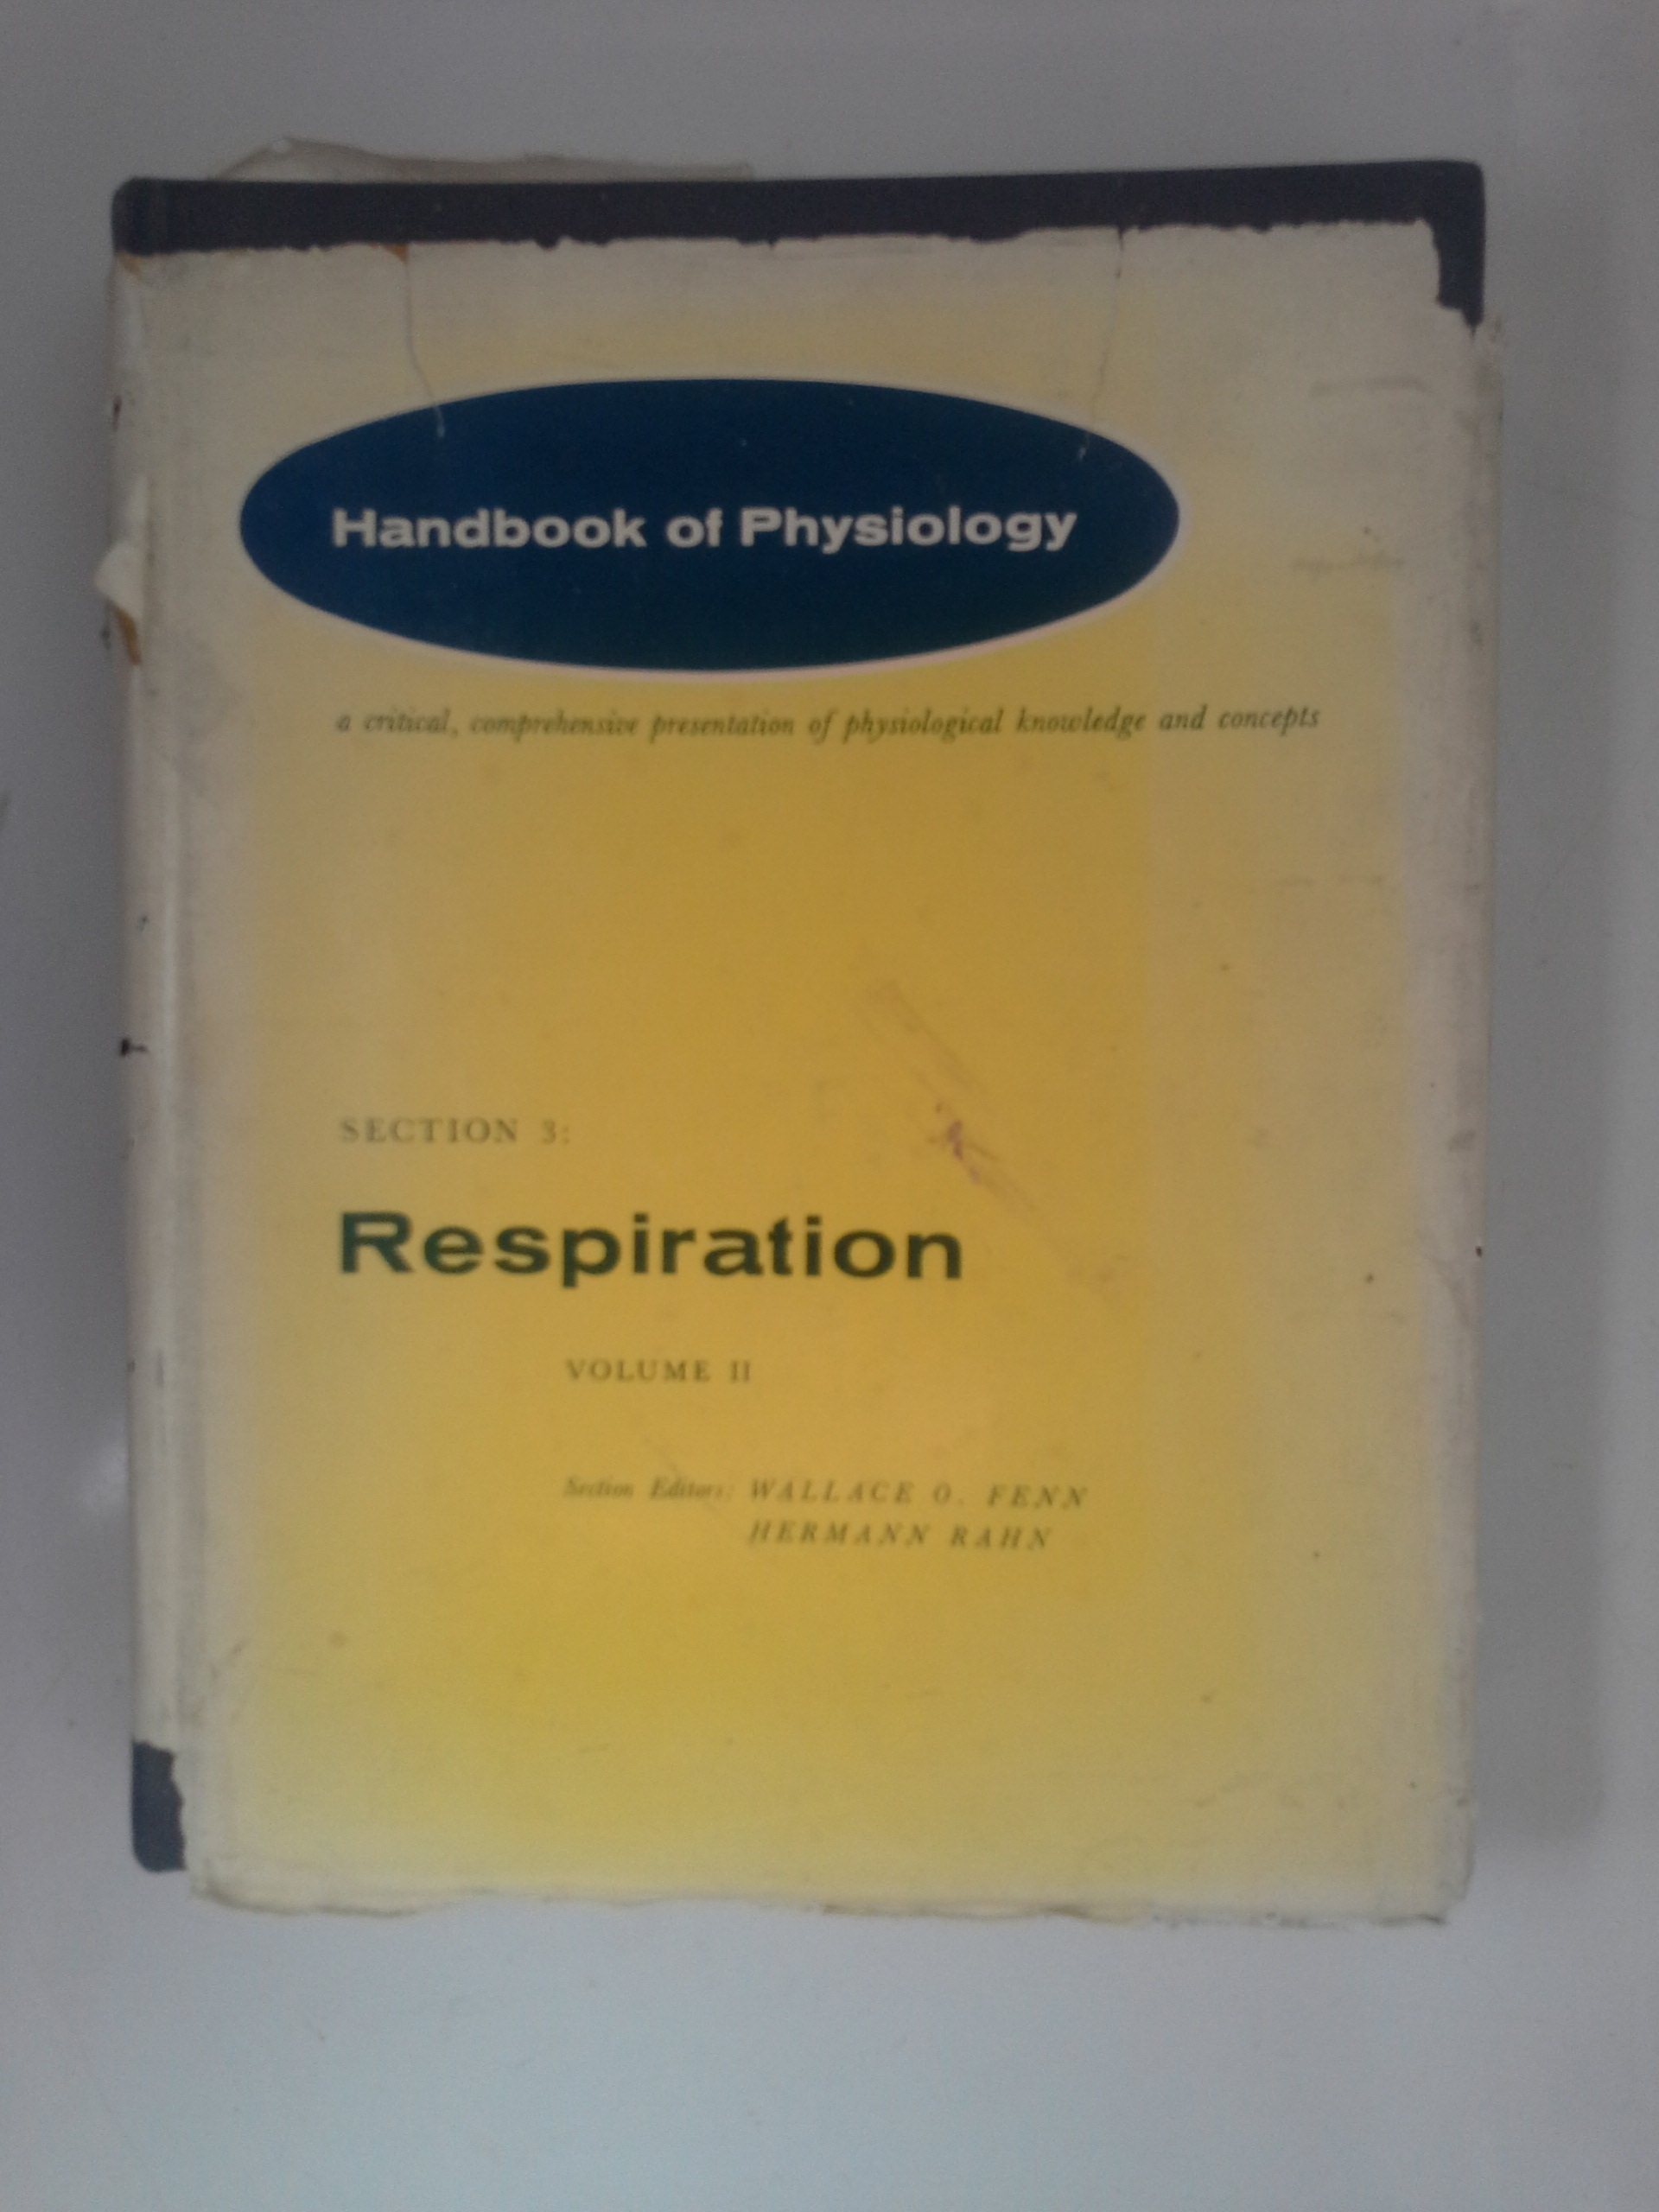 Handbook of Physiology
a critical, comprehensive presentation of physiological knowledge and concepts
SECTION 3:
Respiration
VOLUME II
Section Editors: WALLACE O. FENN
HERMANN RAHN